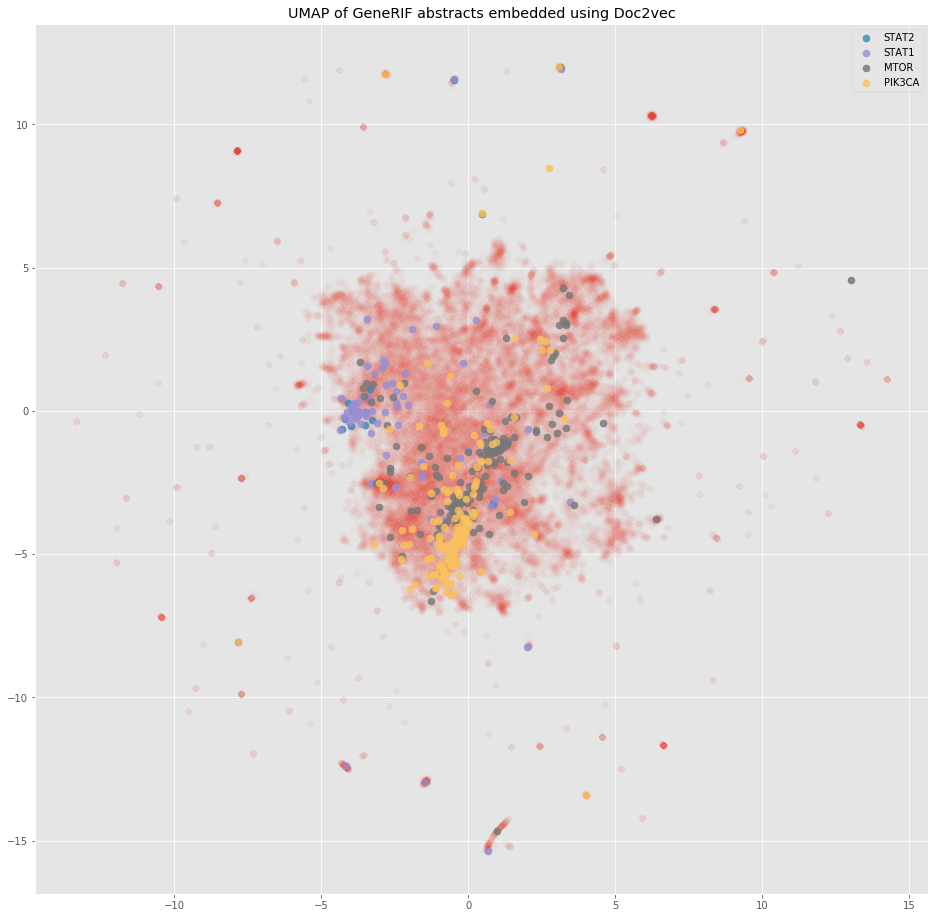 UMAP of GeneRIF abstracts embedded using Doc2vec
STAT2
STAT1
MTOR
PIK3CA
10
5
0
−5
−10
−15
−10 −5 0 5 10 15